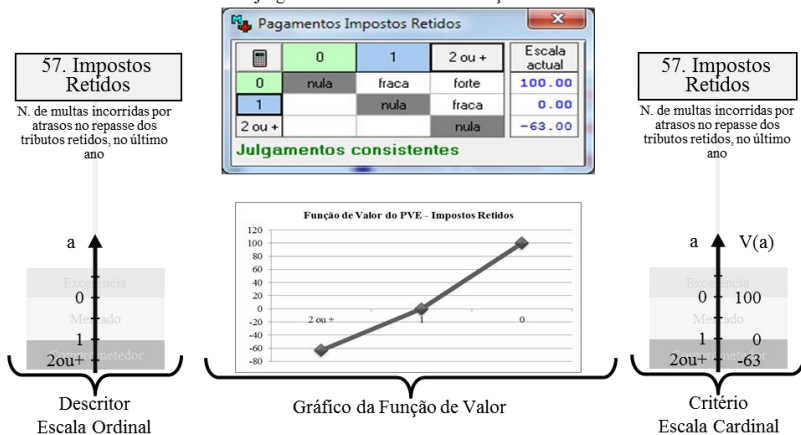 Pagamentos Impostos Retidos
0 1 2 ou + Escala actual
0 nula fraca forte 100.00
1 nula fraca 0.00
2 ou + nula -63.00
Julgamentos consistentes
57. Impostos
Retidos
N. de multas incorridas por
atrasos no repasse dos
tributos retidos, no último
ano
a
Excelência
0
Mercado
1
2ou+
Comprometedor
Descritor
Escala Ordinal
Função de Valor do PVE - Impostos Retidos
120
100
80
60
40
20
0
-20
-40
-60
-80
2 ou +
1
0
Gráfico da Função de Valor
57. Impostos
Retidos
N. de multas incorridas por
atrasos no repasse dos
tributos retidos, no último
ano
a V(a)
0 100
1 0
2ou+ -63
Critério
Escala Cardinal